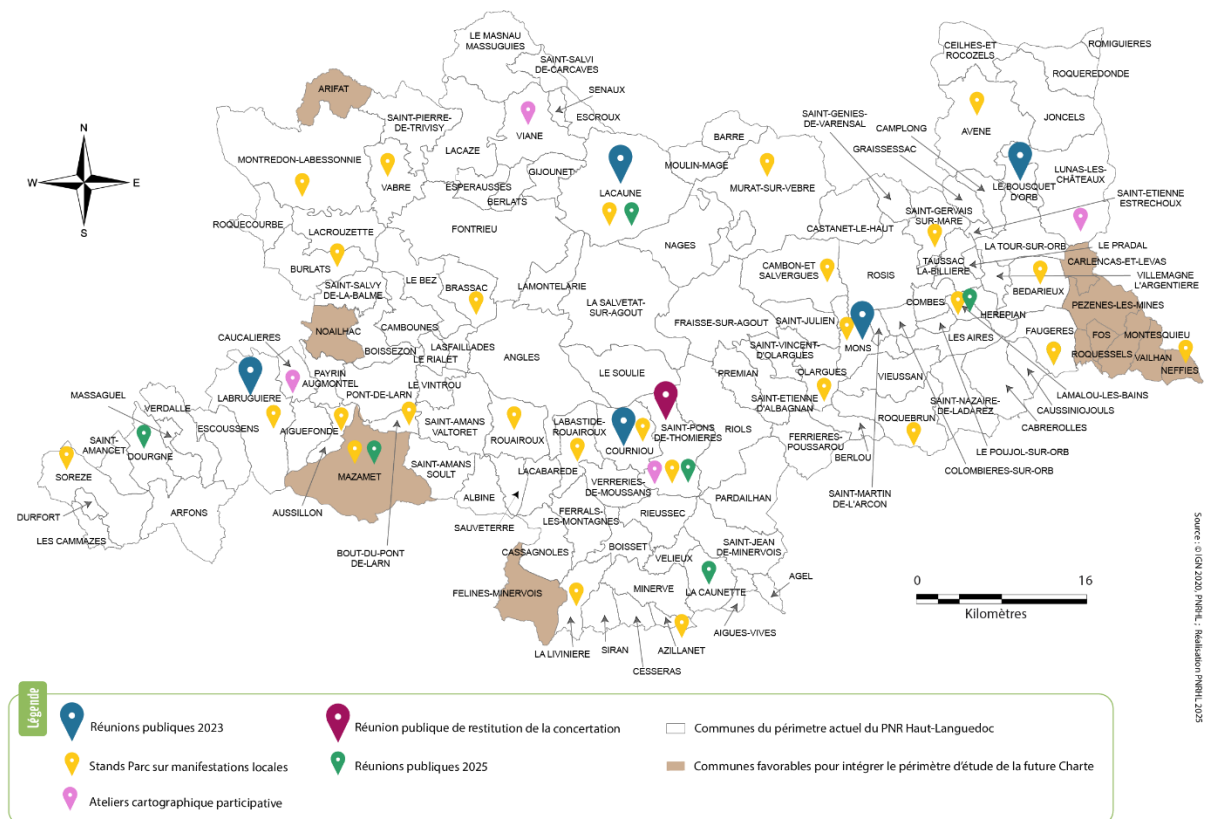 LE MASNAU
MASSUGUIES
SAINT-SALVI
DE-CARCAVES
CEILHES-ET
ROCOZELS
ROMIGUIERES
ROQUEREDONDE
ARIFAT
SENAUX
SAINT-GENIES-
DE-VARENSAL
CAMPLONG
GRAISSESSAC
AVENE
JONCELS
SAINT-PIERRE-
DE-TRIVISY
VIANE
ESCROUX
BARRE
N
W
E
S
MONTREDON-LABESSONNIE
LACAZE
GIJOUNET
MOULIN-MAGE
LUNAS-LES-
CHÂTEAUX
VABRE
ESPERAUSSES
BERLATS
LACAUNE
MURAT-SUR-VEBRE
LE BOUSQUET
D'ORB
SAINT-ETIENNE
ESTRECHOUX
ROQUECOURBE
LACROUZETTE
FONTRIEU
NAGES
CASTANET-LE-HAUT
SAINT-GERVAIS
SUR-MARE
LA TOUR-SUR-ORB
LE PRADAL
BURLATS
TAUSSAC
LA-BILLIERE
CARLENCAS-ET-LEVAS
SAINT-SALVY
DE-LA-BALME
LE BEZ
BRASSAC
LAMONTELARIE
CAMBON-ET
SALVERGUES
ROSIS
BEDARIEUX
VILLEMAGNE
L'ARGENTIERE
LA SALVETAT-
SUR-AGOUT
COMBES
HEREPIAN
PEZENES-LES-MINES
NOAILHAC
CAMBOUNES
FRAISSE-SUR-AGOUT
SAINT-JULIEN
MONS
LES AIRES
FAUGERES
FOS
MONTESQUIEU
CAUCALIERES
BOISSEZON
LASFAILLADES
LE RIALET
ANGLES
SAINT-VINCENT-
D'OLARGUES
ROQUESSELS
VAILHAN
NEFFIES
PAYRIN
AUGMONTEL
LE SOULIE
PREMIAN
OLARGUES
VIEUSSAN
LABRUGUIERE
PONT-DE-LARN
LE VINTROU
SAINT-ETIENNE
D'ALBAGNAN
SAINT-NAZAIRE-
DE-LADAREZ
LAMALOU-LES-BAINS
CAUSSINIOJOULS
CABREROLLES
MASSAGUEL
VERDALLE
ESCOUSSENS
AIGUEFONDE
SAINT-AMANS
VALTORET
ROUAIROUX
LABASTIDE-
ROUAIROUX
COURNIOU
SAINT-PONS
DE-THOMIERES
RIOLS
ROQUEBRUN
SAINT-
AMANCET
DOURGNE
FERRIERES-
POUSSAROU
BERLOU
LE POUJOL-SUR-ORB
COLOMBIERES-SUR-ORB
SOREZE
MAZAMET
SAINT-AMANS
SOULT
LACABAREDE
VERRERIES-
DE-MOUSSANS
SAINT-MARTIN
DE-L'ARCON
DURFORT
ARFONS
AUSSILLON
ALBINE
PARDAILHAN
LES CAMMAZES
SAUVETERRE
FERRALS-
LES-MONTAGNES
RIEUSSEC
BOUT-DU-PONT
DE-LARN
CASSAGNOLES
BOISSET
VELIEUX
SAINT-JEAN
DE-MINERVOIS
FELINES-MINERVOIS
MINERVE
LA CAUNETTE
AGEL
AIGUES-VIVES
LA LIVINIERE
SIRAN
CESSERAS
AZILLANET
0
16
Kilomètres
Source : © IGN 2020, PNRHL ; Réalisation PNRHL 2025
Légende
Réunions publiques 2023
Réunion publique de restitution de la concertation
Communes du périmetre actuel du PNR Haut-Languedoc
Stands Parc sur manifestations locales
Réunions publiques 2025
Communes favorables pour intégrer le périmètre d'étude de la future Charte
Ateliers cartographique participative